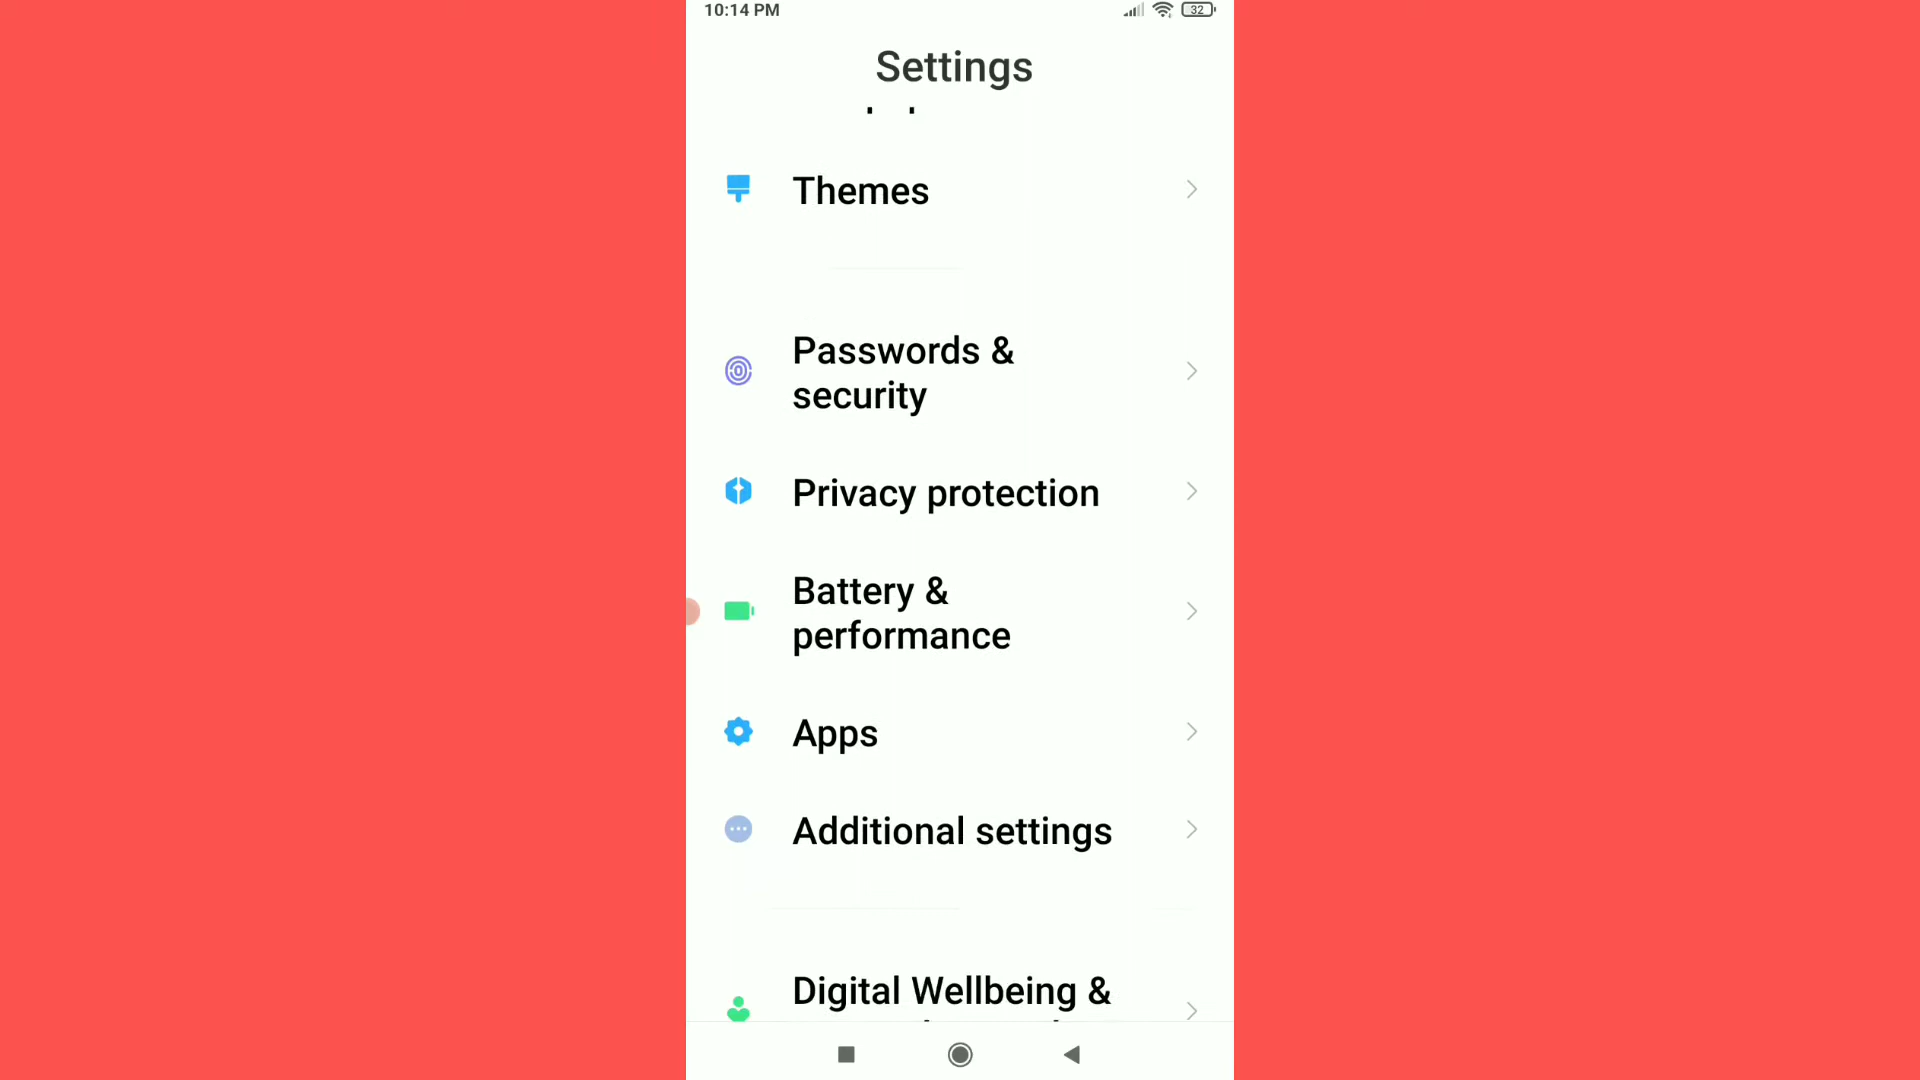 10:14 PM
32
Settings
Themes
Passwords &
security
Privacy protection
Battery &
performance
Apps
Additional settings
Digital Wellbeing &